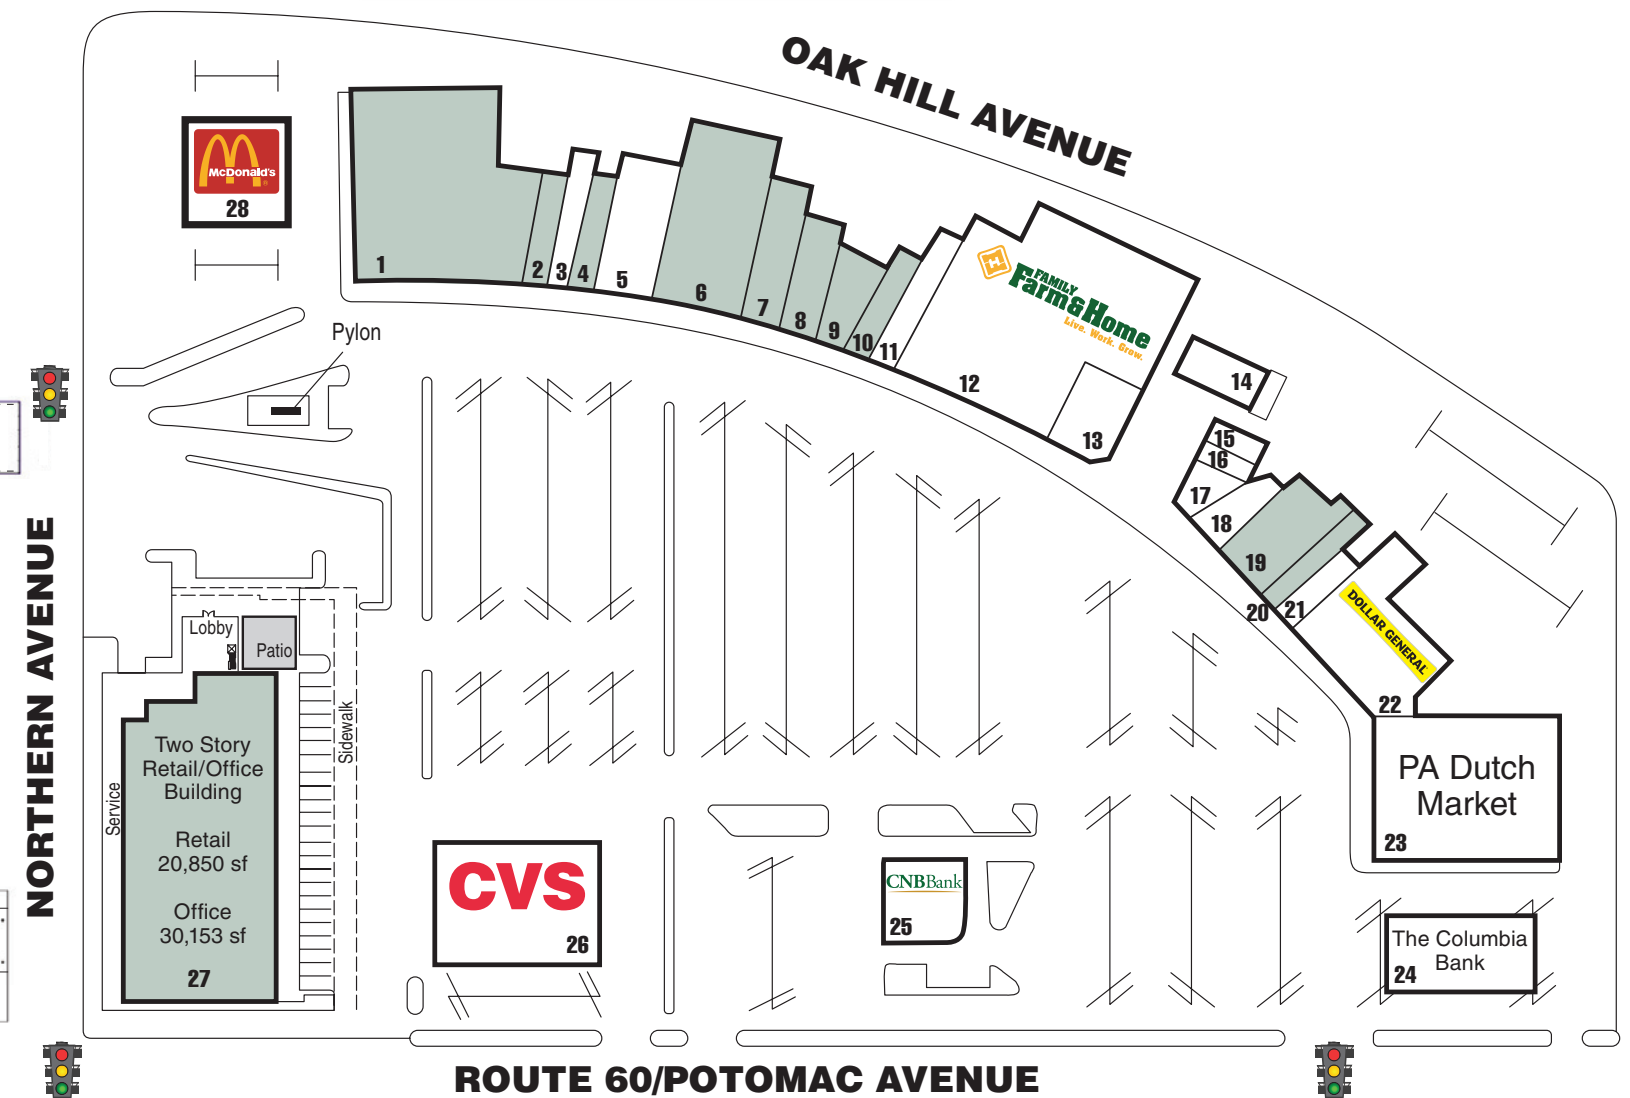 OAK HILL AVENUE
McDonald's
28
1
2
3
4
5
6
7
8
9
10
11
FAMILY
Farm&Home
Live. Work. Grow.
H
12
13
14
Pylon
15
16
17
18
19
20
21
DOLLAR GENERAL
22
PA Dutch
Market
23
NORTHERN AVENUE
Lobby
Patio
Sidewalk
Service
Two Story
Retail/Office
Building
Retail
20,850 sf
Office
30,153 sf
27
CVS
26
CNBBank
25
The Columbia
Bank
24
ROUTE 60/POTOMAC AVENUE